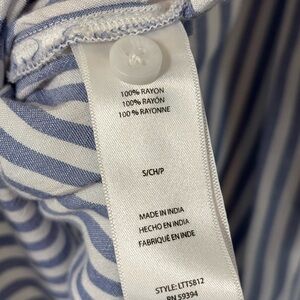 100% RAYON
100% RAYÓN
100% RAYONNE
S/CH/P
MADE IN INDIA
HECHO EN INDIA
FABRIQUÉ EN INDE
STYLE: LTT5812
RN 59394